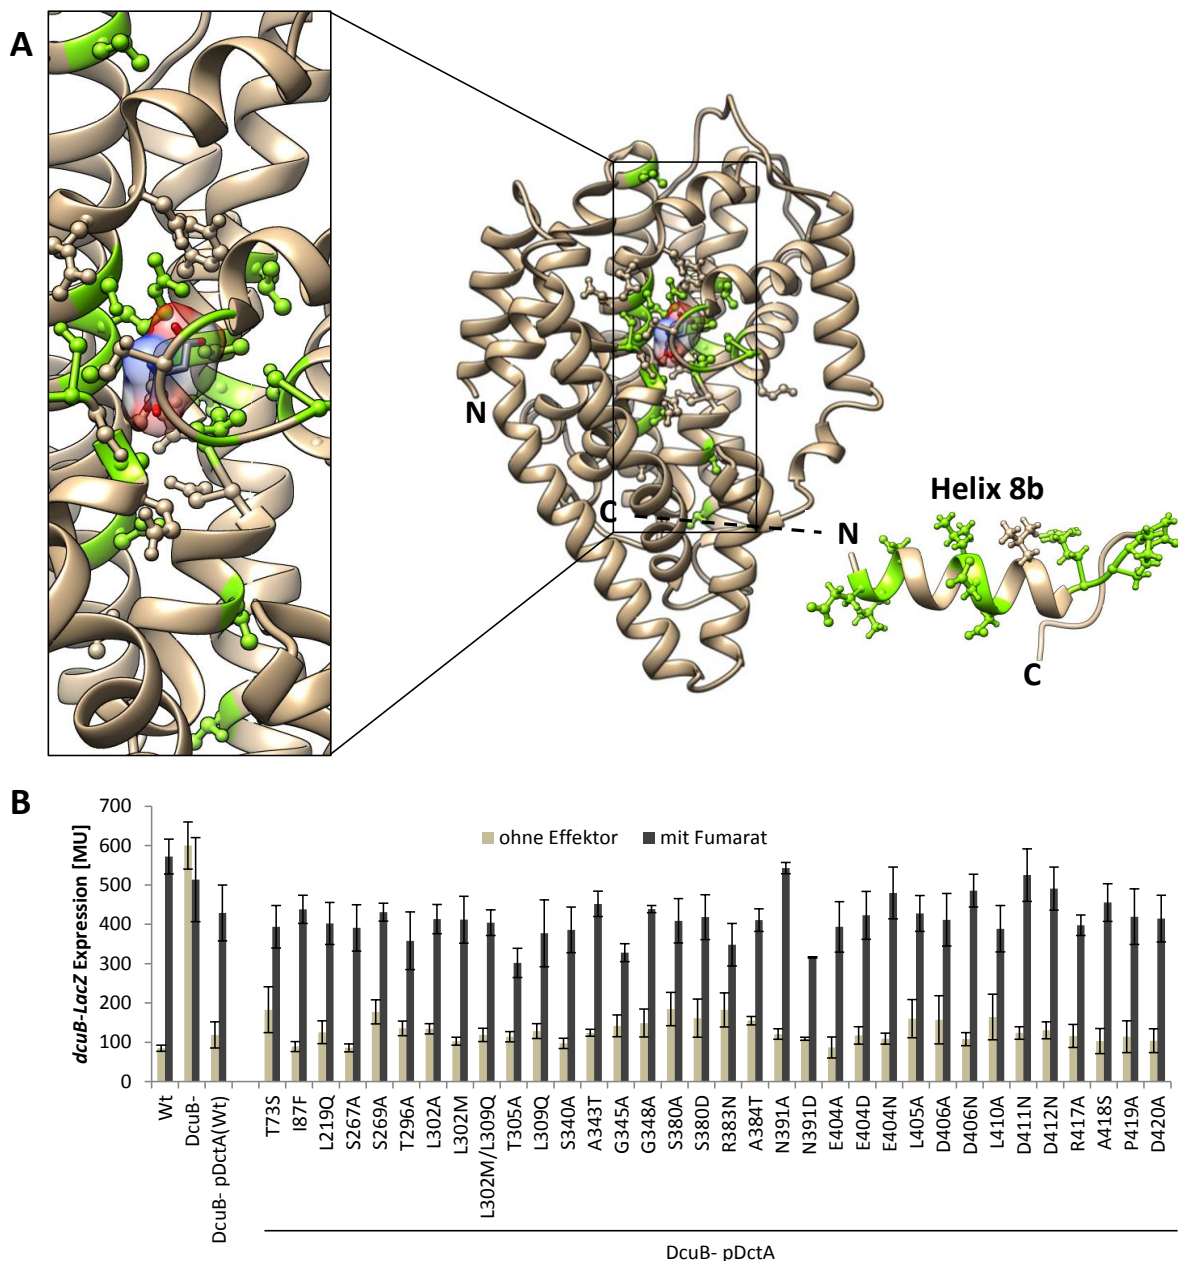 A
N
C
Helix 8b
N
C
B
dcuB-LacZ Expression [MU]
700
600
500
400
300
200
100
0
ohne Effektor
mit Fumarat
Wt
DcuB-
DcuB- pDctA(Wt)
T73S
I87F
L219Q
S267A
S269A
T296A
L302A
L302M
L302M/L309Q
T305A
L309Q
S340A
A343T
G345A
G348A
S380A
S380D
R383N
A384T
N391A
N391D
E404A
E404D
E404N
L405A
D406A
D406N
L410A
D411N
D412N
R417A
A418S
P419A
D420A
DcuB- pDctA